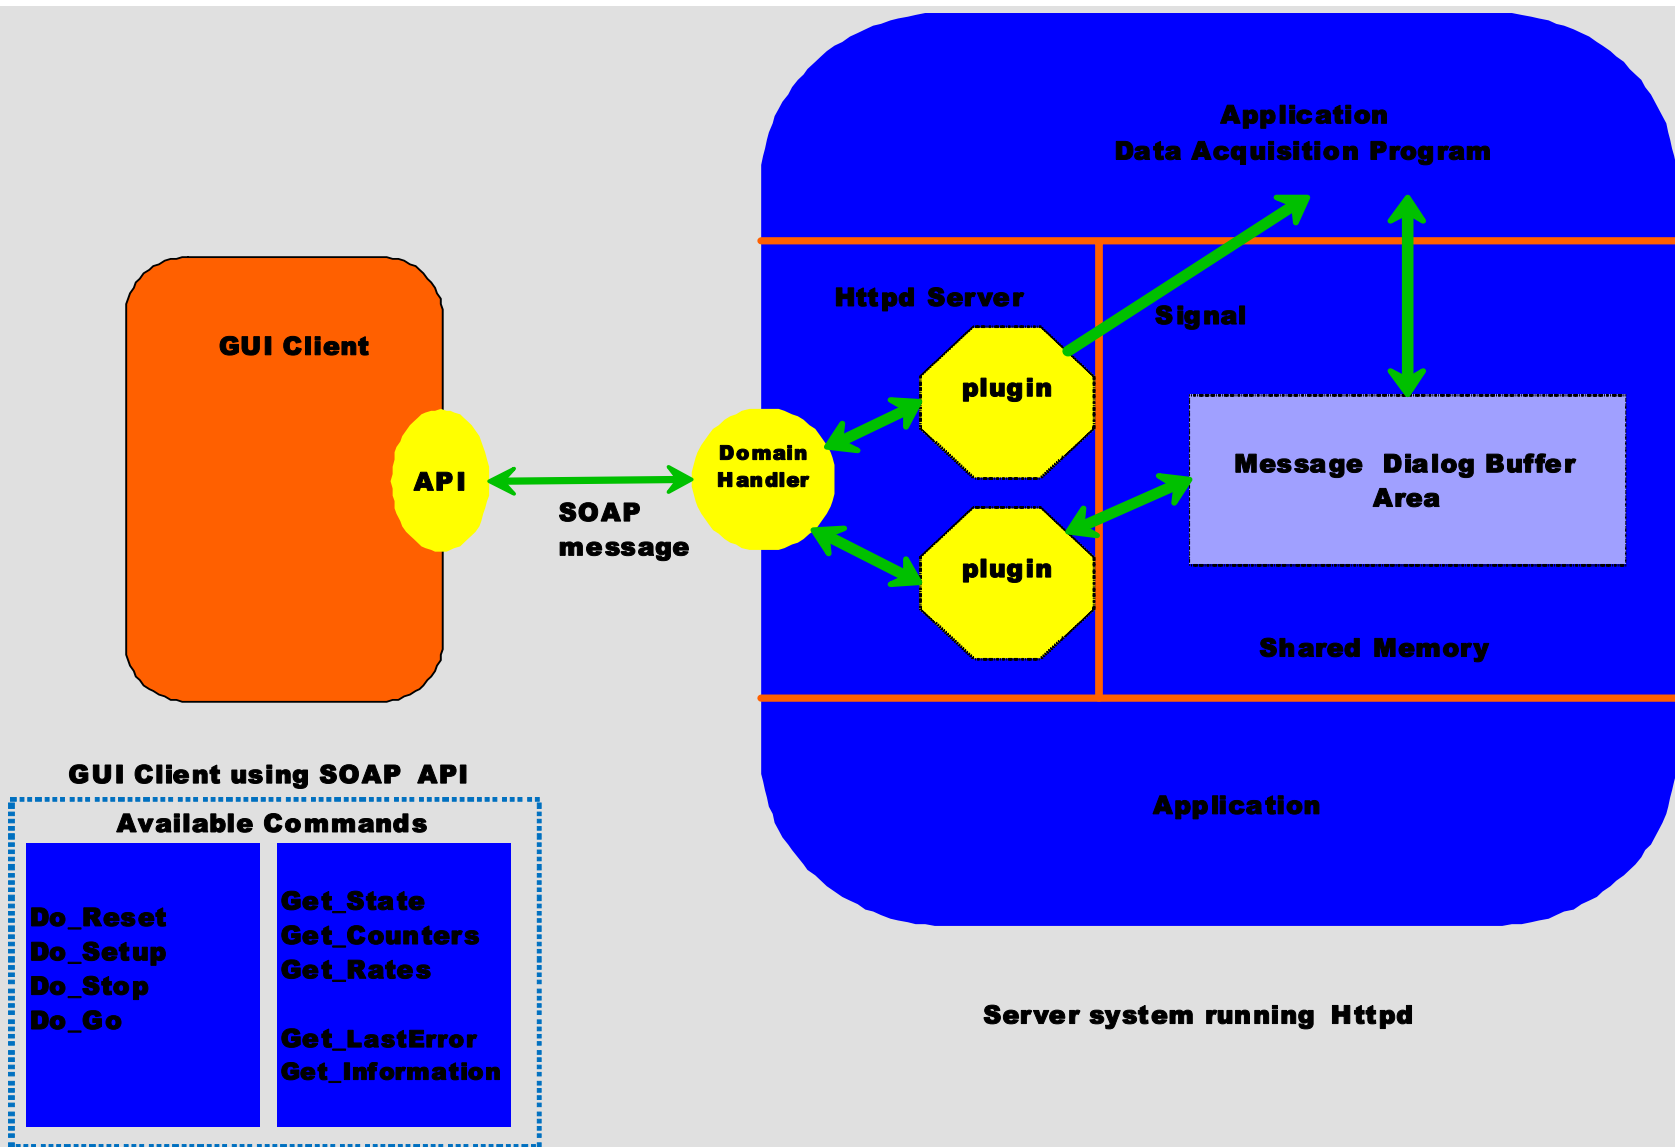 Application
Data Acquisition Program
Httpd Server
Signal
GUI Client
plugin
Domain
Handler
API
Message Dialog Buffer
Area
SOAP
message
plugin
Shared Memory
GUI Client using SOAP API
Application
Available Commands
Do_Reset
Do_Setup
Do_Stop
Do_Go
Get_State
Get_Counters
Get_Rates
Get_LastError
Get_Information
Server system running Httpd